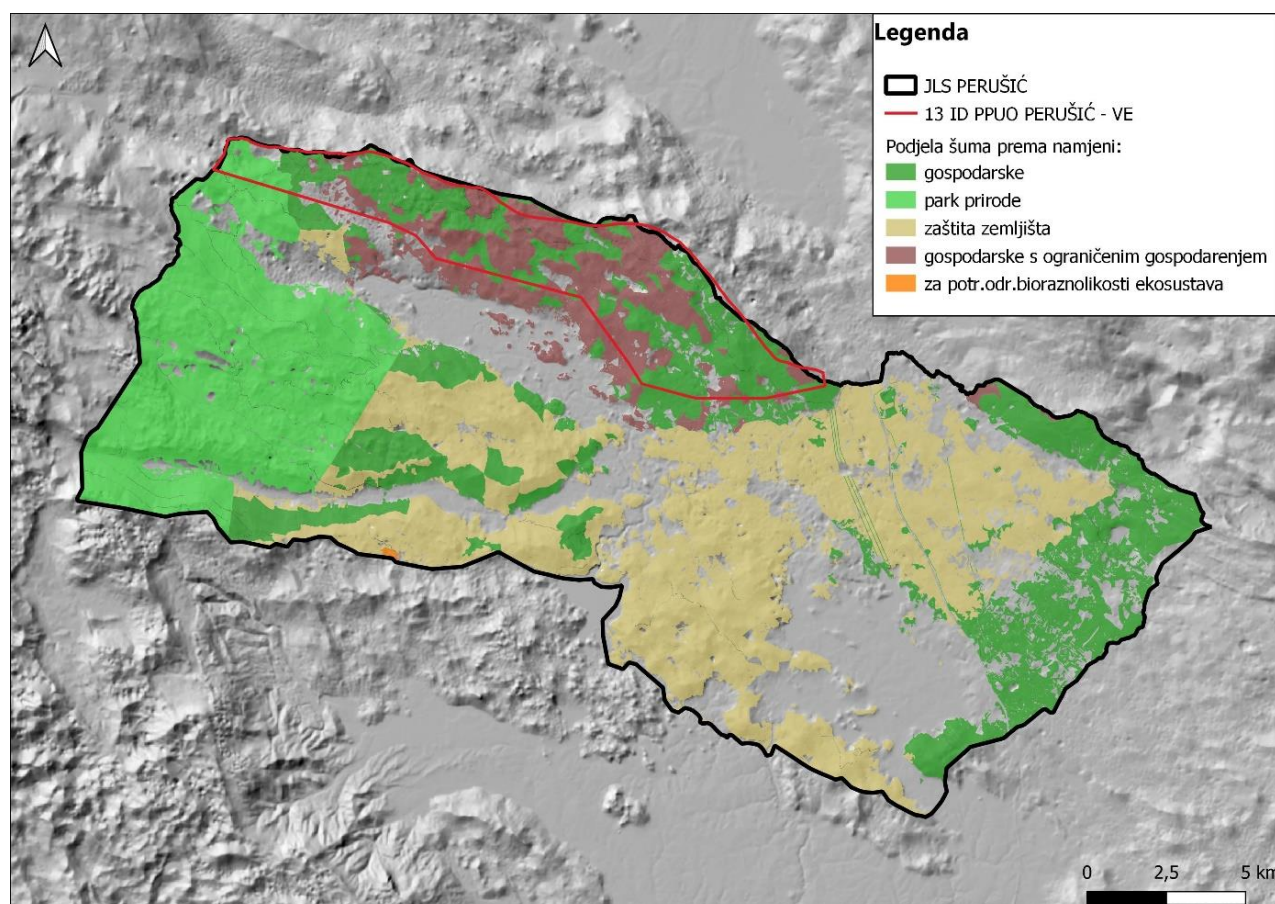 Legenda
JLS PERUŠIĆ
13 ID PPUO PERUŠIĆ - VE
Podjela šuma prema namjeni:
gospodarske
park prirode
zaštita zemljišta
gospodarske s ograničenim gospodarenjem
za potr.odr.bioraznolikosti ekosustava
0 2,5 5 km